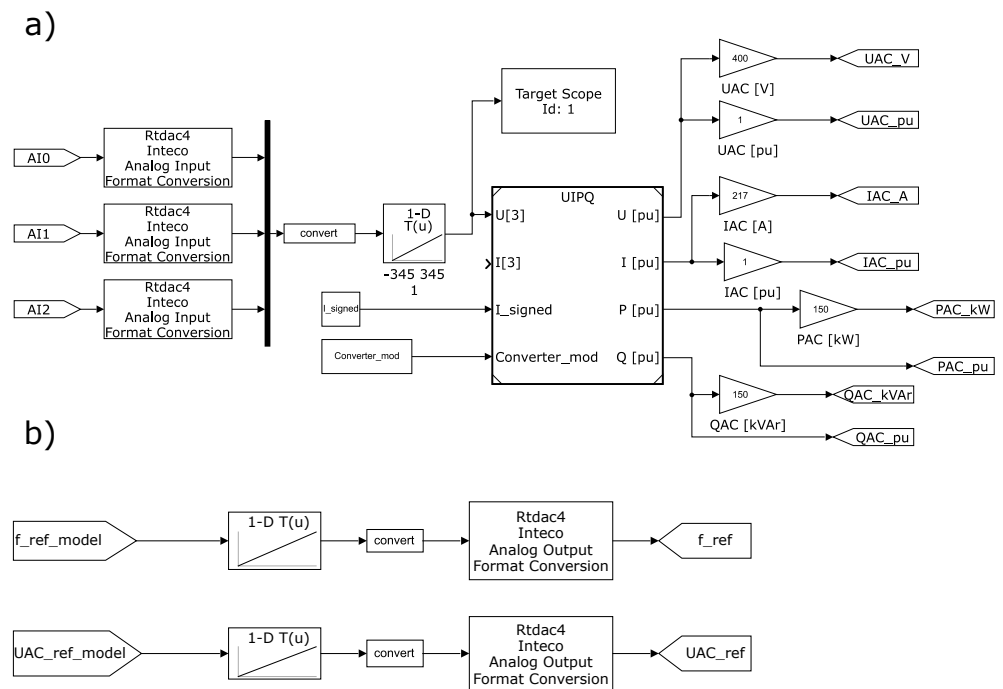 a)
400
UAC_V
UAC [V]
Target Scope
Id: 1
1
UAC_pu
UAC [pu]
AI0
Rtdac4
Inteco
Analog Input
Format Conversion
UIPQ
217
IAC_A
IAC [A]
AI1
Rtdac4
Inteco
Analog Input
Format Conversion
convert
1-D
T(u)
-345 345
1
U[3]
U [pu]
I[3]
I [pu]
1
IAC_pu
IAC [pu]
AI2
Rtdac4
Inteco
Analog Input
Format Conversion
I_signed
I_signed
P [pu]
150
PAC_kW
PAC [kW]
Converter_mod
Converter_mod
Q [pu]
PAC_pu
150
QAC_kVAr
QAC [kVAr]
QAC_pu
b)
f_ref_model
1-D T(u)
convert
Rtdac4
Inteco
Analog Output
Format Conversion
f_ref
UAC_ref_model
1-D T(u)
convert
Rtdac4
Inteco
Analog Output
Format Conversion
UAC_ref